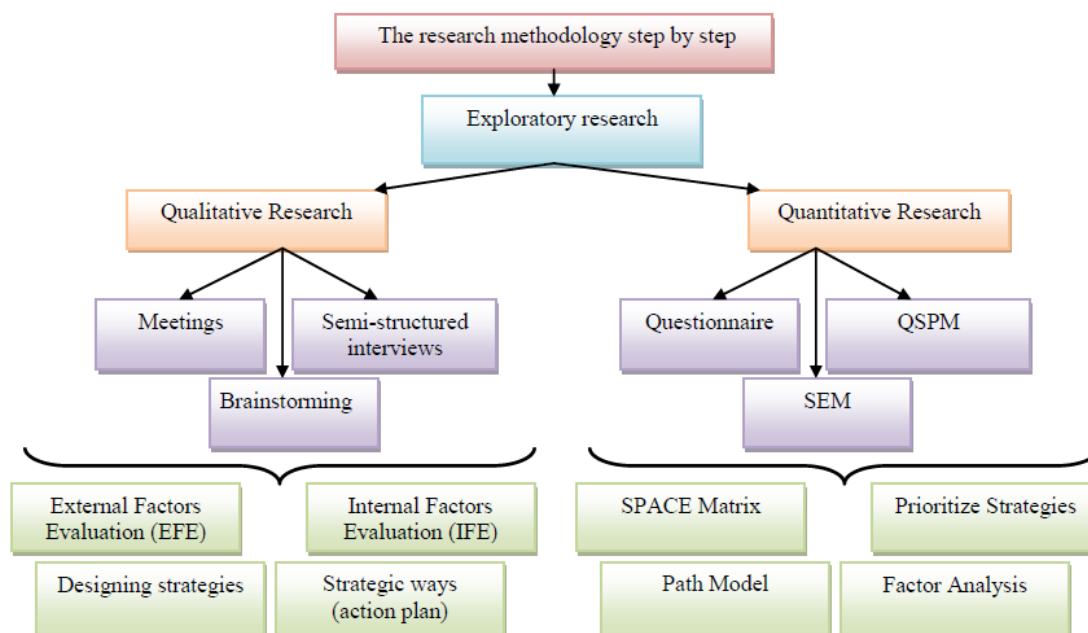 The research methodology step by step
Exploratory research
Qualitative Research
Quantitative Research
Meetings
Semi-structured
interviews
Brainstorming
Questionnaire
QSPM
SEM
External Factors
Evaluation (EFE)
Internal Factors
Evaluation (IFE)
Designing strategies
Strategic ways
(action plan)
SPACE Matrix
Prioritize Strategies
Path Model
Factor Analysis